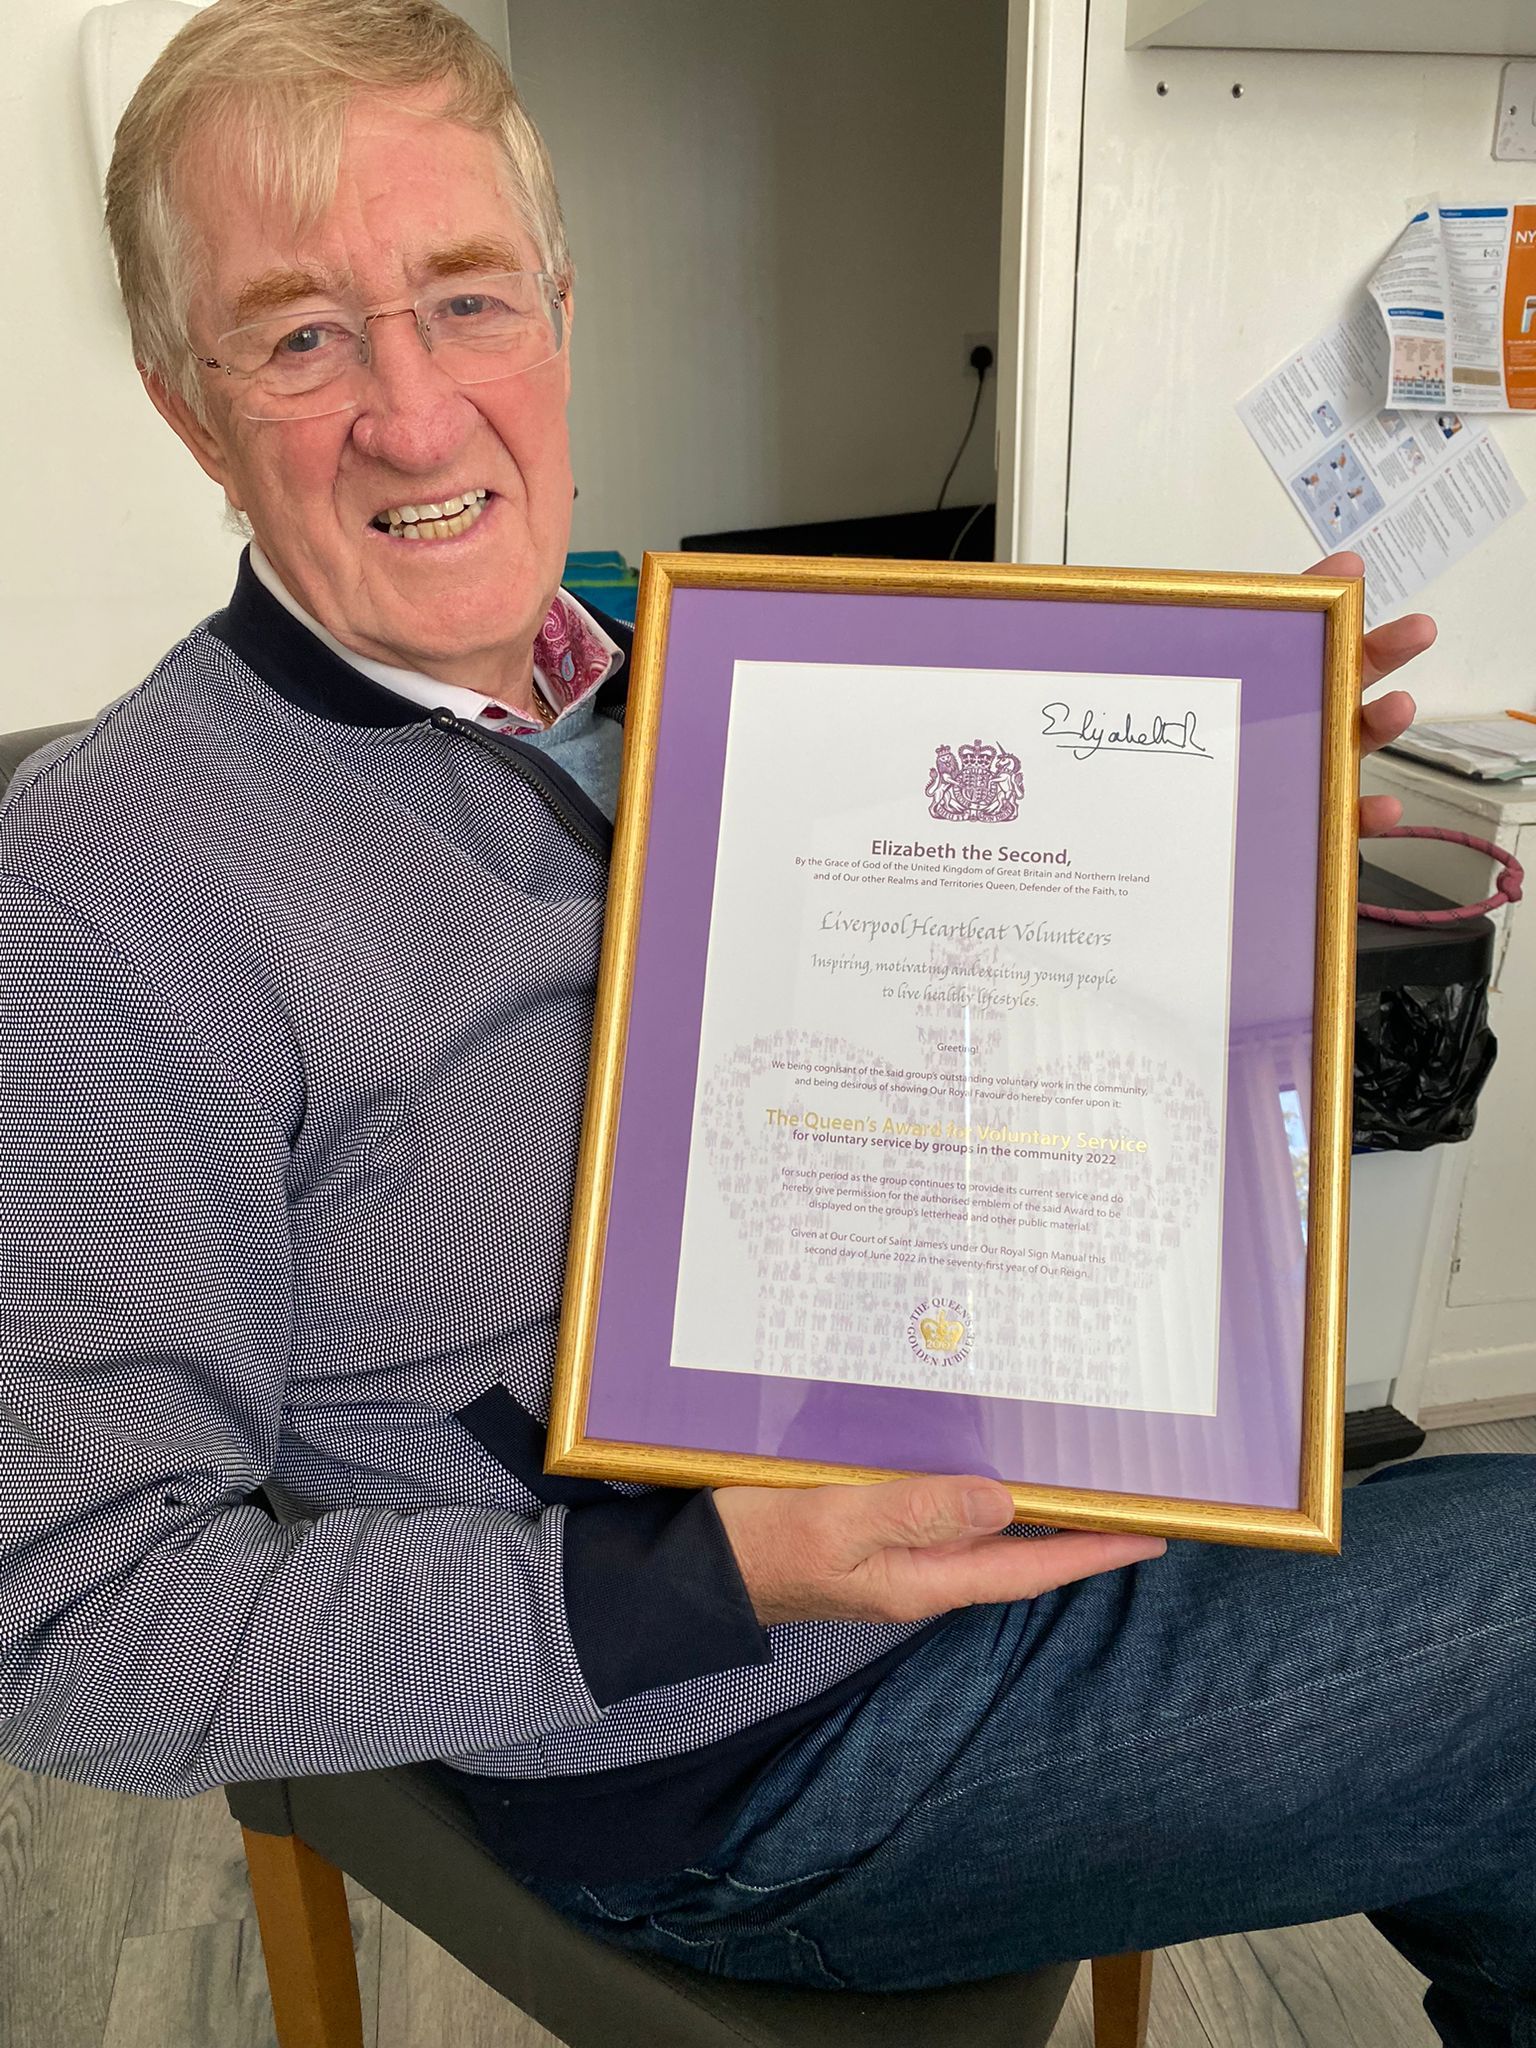 NY
Elizabeth R
Elizabeth the Second,
By the Grace of God of the United Kingdom of Great Britain and Northern Ireland
and of Our other Realms and Territories Queen, Defender of the Faith, to
Liverpool Heartbeat Volunteers
Inspiring, motivating and exciting young people
to live healthy lifestyles.
Greeting!
We being cognisant of the said group's outstanding voluntary work in the community,
and being desirous of showing Our Royal Favour do hereby confer upon it:
The Queen's Award for Voluntary Service
for voluntary service by groups in the community 2022
for such period as the group continues to provide its current service and do
hereby give permission for the authorised emblem of the said Award to be
displayed on the group's letterhead and other public material.
Given at Our Court of Saint James's under Our Royal Sign Manual this
second day of June 2022 in the seventy-first year of Our Reign.
THE QUEEN'S
GOLDEN JUBILEE
2002